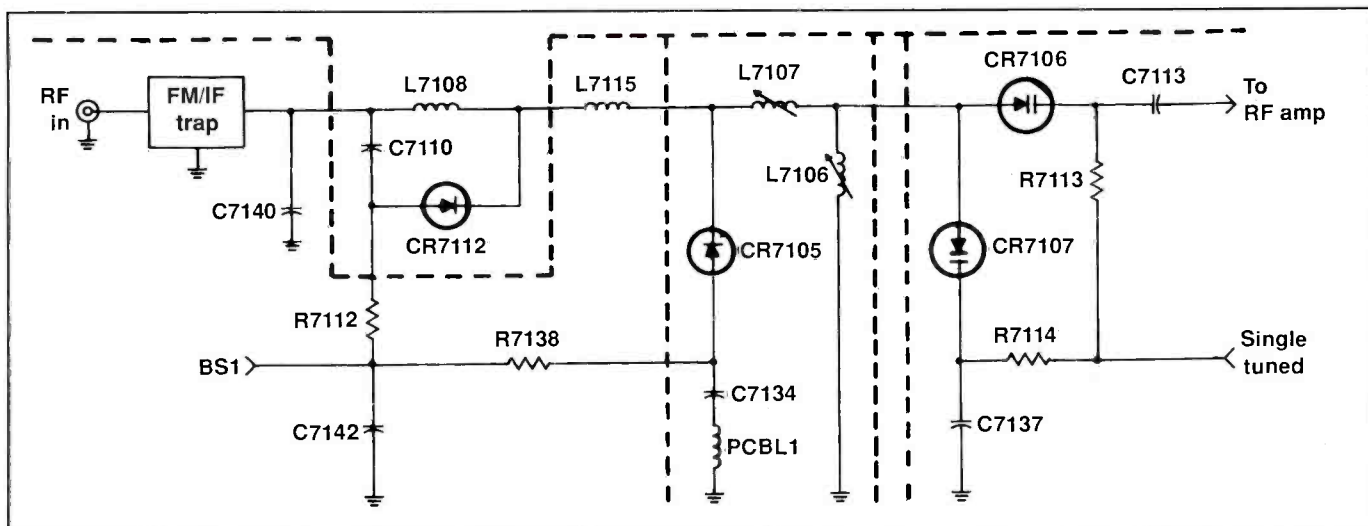 RF
in
FM/IF
trap
L7108
L7115
L7107
CR7106
C7113
To
RF amp
C7110
L7106
R7113
C7140
CR7112
CR7105
CR7107
R7112
R7138
R7114
Single
tuned
BS1
C7134
C7142
PCBL1
C7137